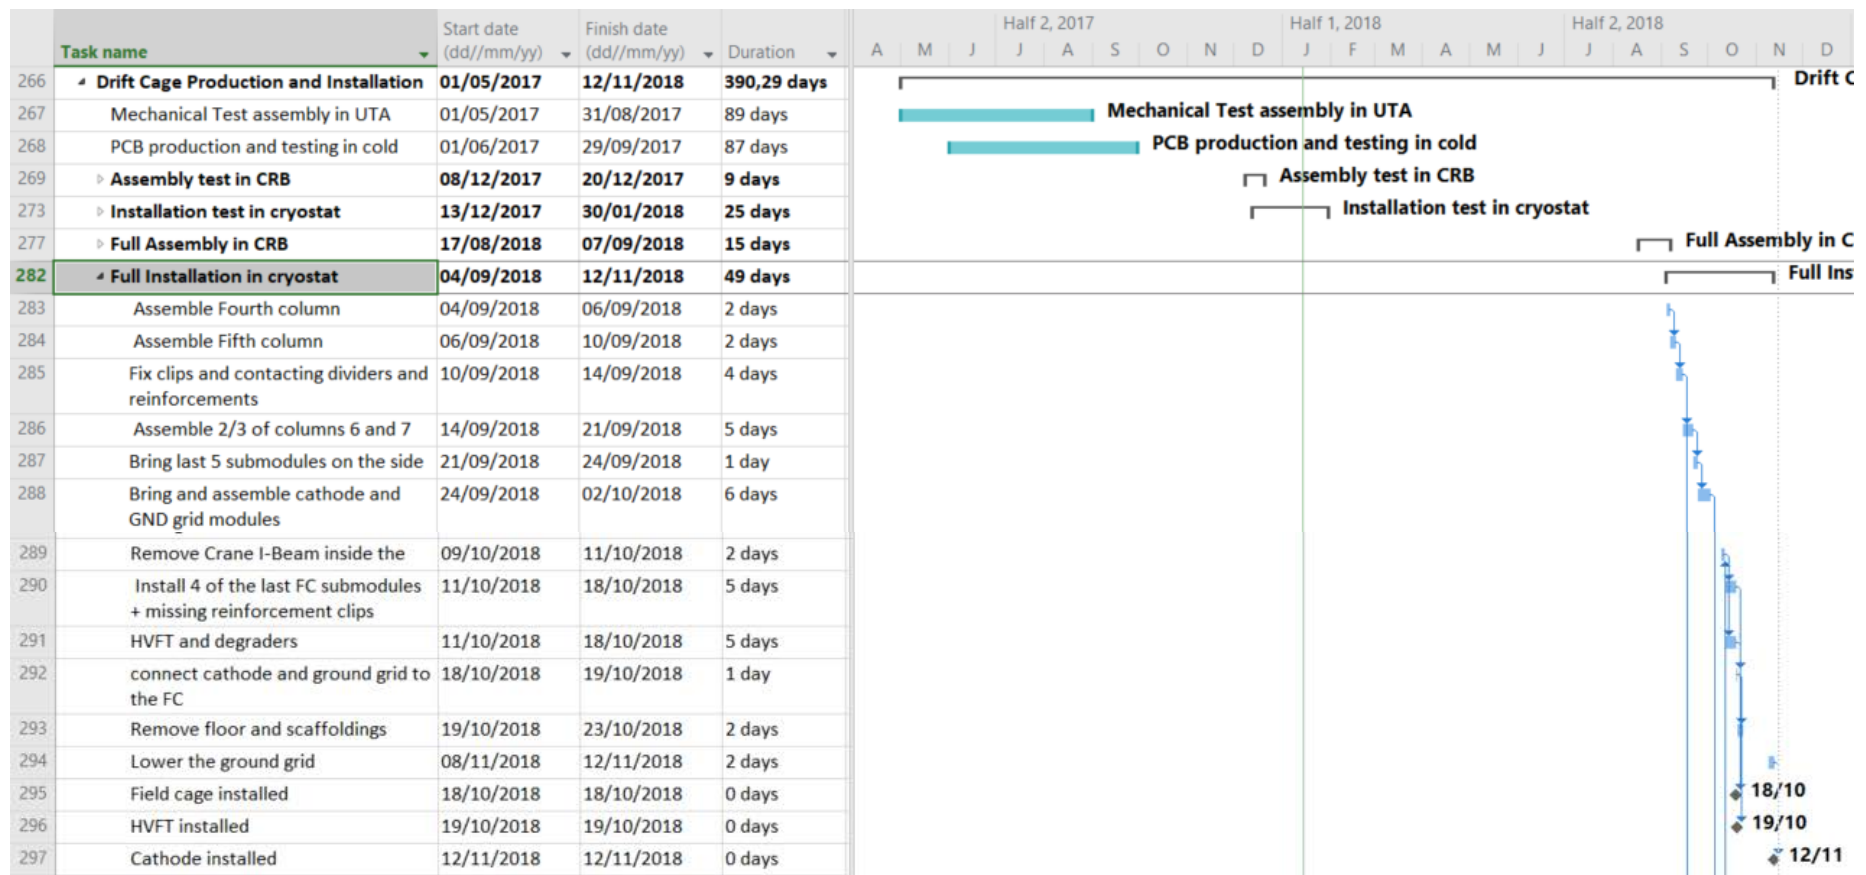 Half 2, 2017 Half 1, 2018 Half 2, 2018
Task name Start date (dd//mm/yy) Finish date (dd//mm/yy) Duration A M J J A S O N D J F M A M J J A S O N D
266 Drift Cage Production and Installation 01/05/2017 12/11/2018 390,29 days Drift C
267 Mechanical Test assembly in UTA 01/05/2017 31/08/2017 89 days Mechanical Test assembly in UTA
268 PCB production and testing in cold 01/06/2017 29/09/2017 87 days PCB production and testing in cold
269 Assembly test in CRB 08/12/2017 20/12/2017 9 days Assembly test in CRB
273 Installation test in cryostat 13/12/2017 30/01/2018 25 days Installation test in cryostat
277 Full Assembly in CRB 17/08/2018 07/09/2018 15 days Full Assembly in C
282 Full Installation in cryostat 04/09/2018 12/11/2018 49 days Full Ins
283 Assemble Fourth column 04/09/2018 06/09/2018 2 days
284 Assemble Fifth column 06/09/2018 10/09/2018 2 days
285 Fix clips and contacting dividers and 10/09/2018 14/09/2018 4 days
reinforcements
286 Assemble 2/3 of columns 6 and 7 14/09/2018 21/09/2018 5 days
287 Bring last 5 submodules on the side 21/09/2018 24/09/2018 1 day
288 Bring and assemble cathode and 24/09/2018 02/10/2018 6 days
GND grid modules
289 Remove Crane I-Beam inside the 09/10/2018 11/10/2018 2 days
290 Install 4 of the last FC submodules 11/10/2018 18/10/2018 5 days
+ missing reinforcement clips
291 HVFT and degraders 11/10/2018 18/10/2018 5 days
292 connect cathode and ground grid to 18/10/2018 19/10/2018 1 day
the FC
293 Remove floor and scaffoldings 19/10/2018 23/10/2018 2 days
294 Lower the ground grid 08/11/2018 12/11/2018 2 days
295 Field cage installed 18/10/2018 18/10/2018 0 days 18/10
296 HVFT installed 19/10/2018 19/10/2018 0 days 19/10
297 Cathode installed 12/11/2018 12/11/2018 0 days 12/11